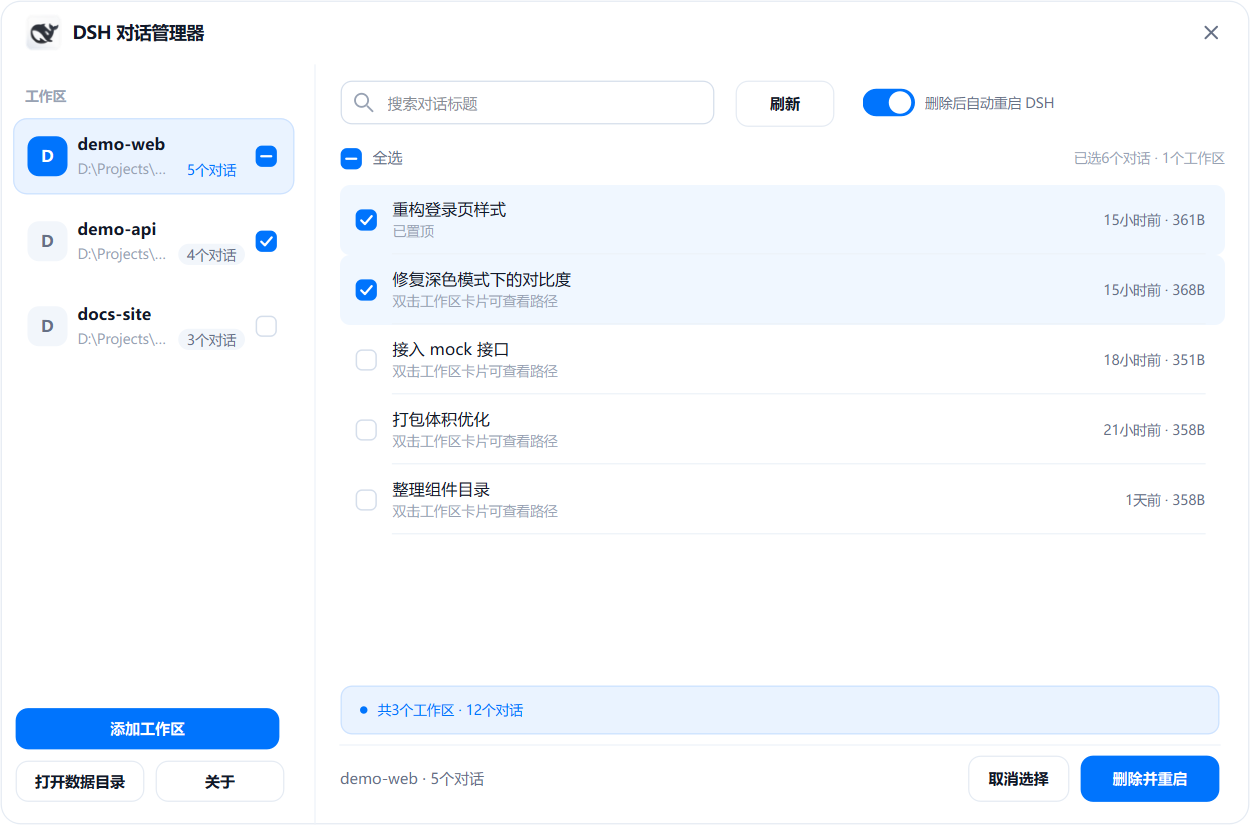 DSH 对话管理器
工作区
demo-web
D
D:\Projects\... 5个对话
demo-api
D
D:\Projects\... 4个对话
docs-site
D
D:\Projects\... 3个对话
添加工作区
打开数据目录 关于
搜索对话标题 刷新 删除后自动重启 DSH
全选 已选6个对话 · 1个工作区
重构登录页样式
已置顶
15小时前 · 361B
修复深色模式下的对比度
双击工作区卡片可查看路径
15小时前 · 368B
接入 mock 接口
双击工作区卡片可查看路径
18小时前 · 351B
打包体积优化
双击工作区卡片可查看路径
21小时前 · 358B
整理组件目录
双击工作区卡片可查看路径
1天前 · 358B
共3个工作区 · 12个对话
demo-web · 5个对话 取消选择 删除并重启